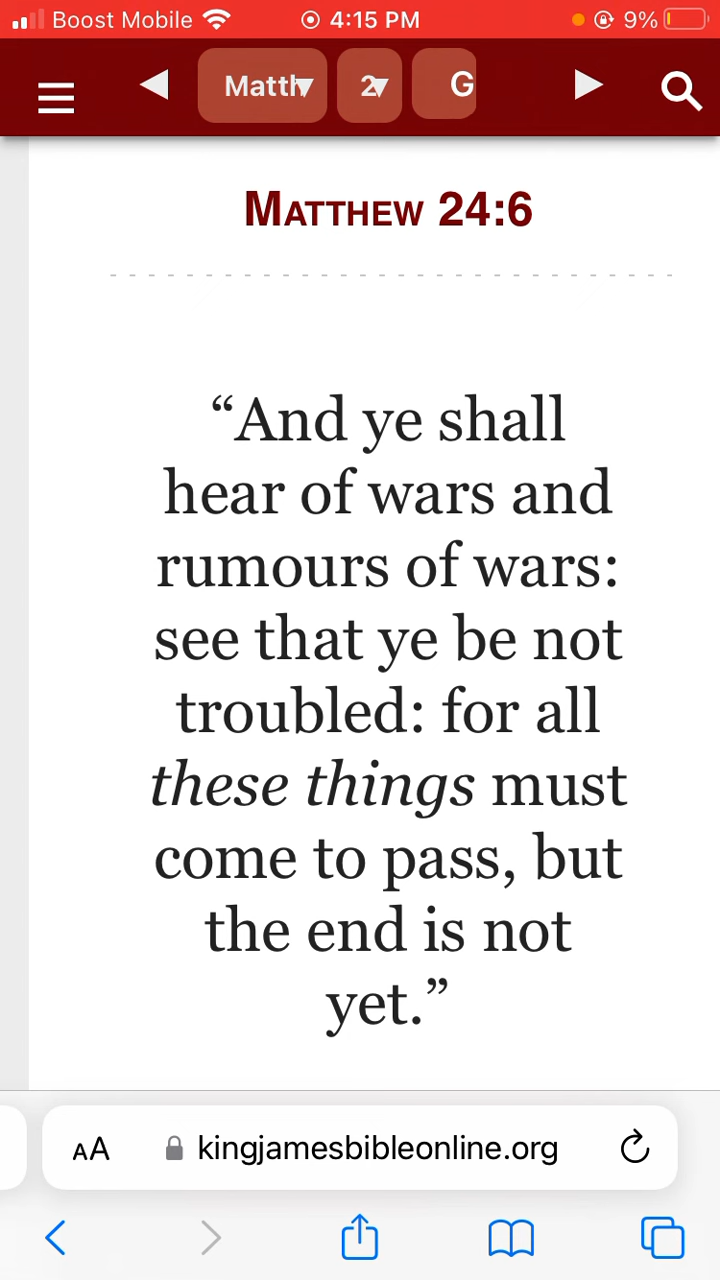 Boost Mobile 4:15 PM 9%
Matth 2 G
MATTHEW 24:6
“And ye shall
hear of wars and
rumours of wars:
see that ye be not
troubled: for all
these things must
come to pass, but
the end is not
yet.”
AA kingjamesbibleonline.org